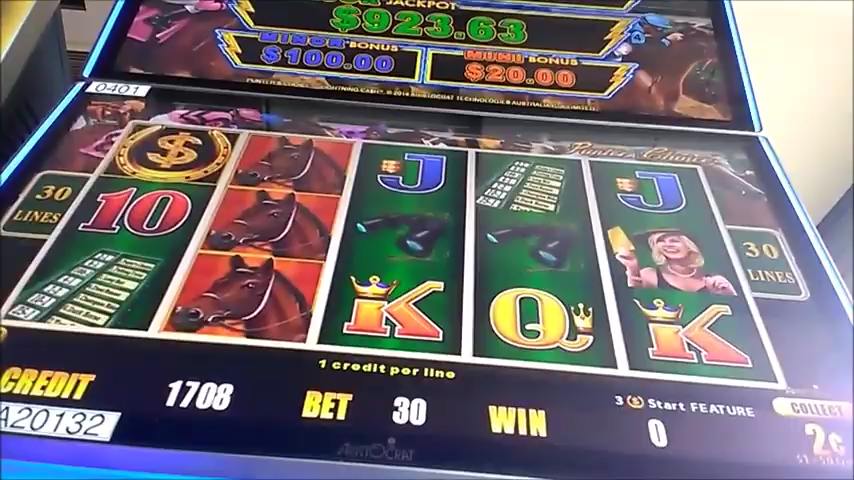 JACKPOT
$923.63
MINOR BONUS
$100.00
MINI BONUS
$20.00
0401
30
LINES
10
J
K
Q
J
K
30
LINES
1 credit per line
CREDIT
1708
BET
30
WIN
3 Start FEATURE
0
COLLECT
2¢
A20132
ARISTOCRAT